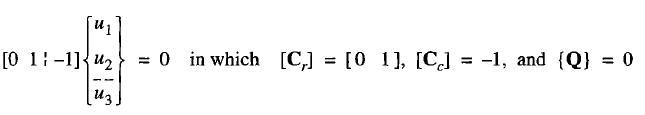 [0 1 ¦ -1] { u1 u2 u3 } = 0 in which [Cr] = [0 1], [Cc] = -1, and {Q} = 0